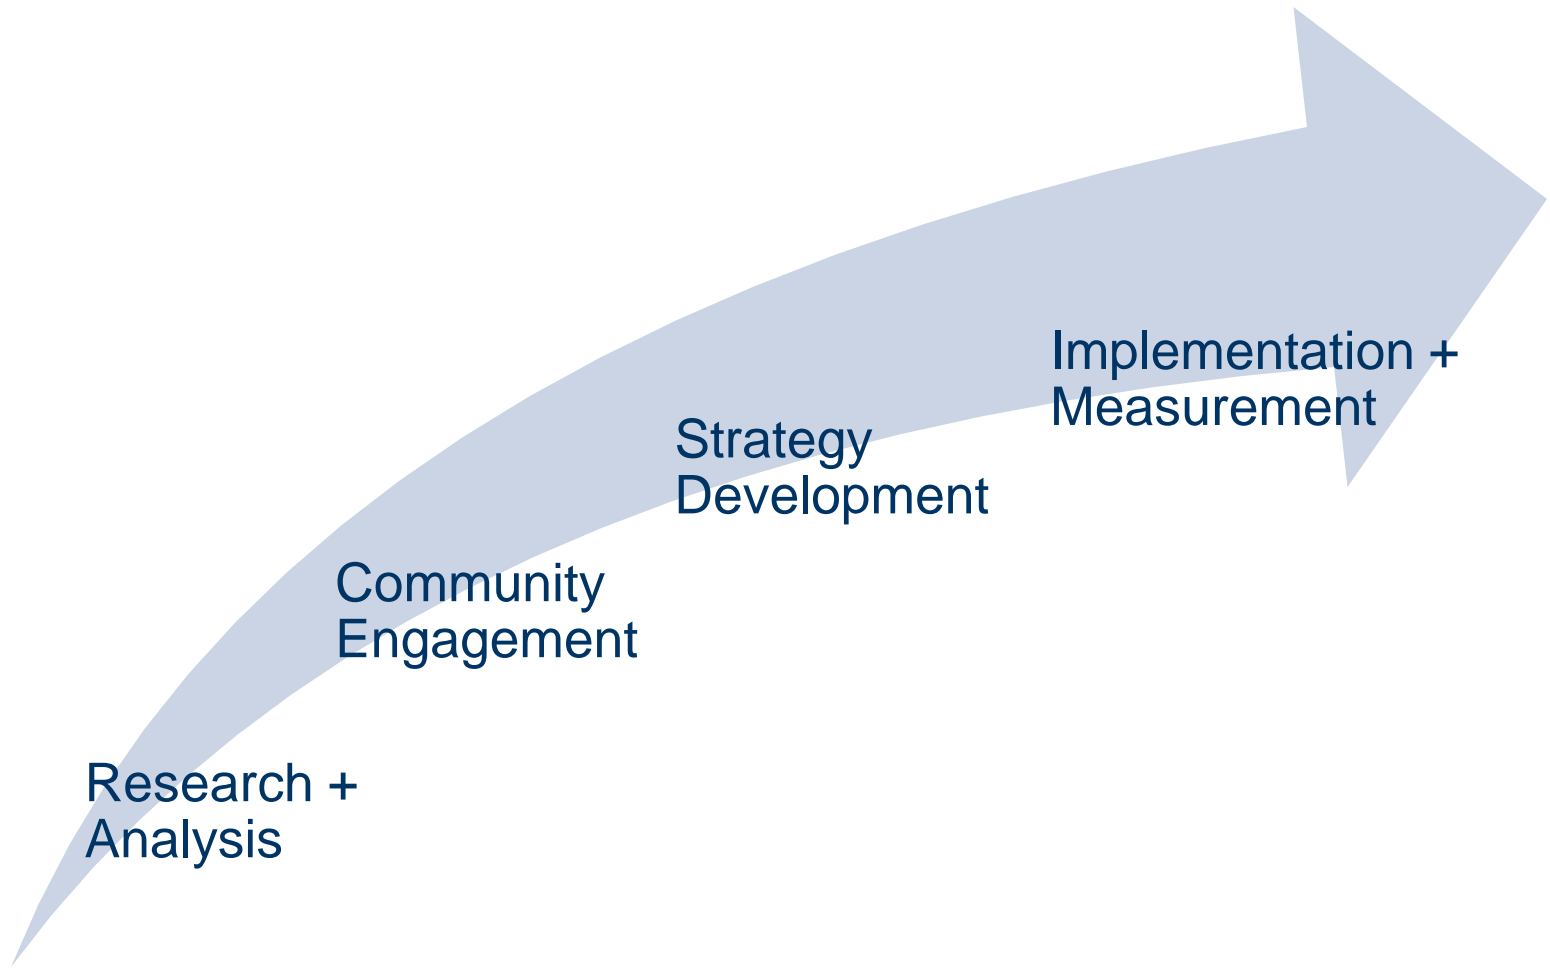 Research +
Analysis
Community
Engagement
Strategy
Development
Implementation +
Measurement